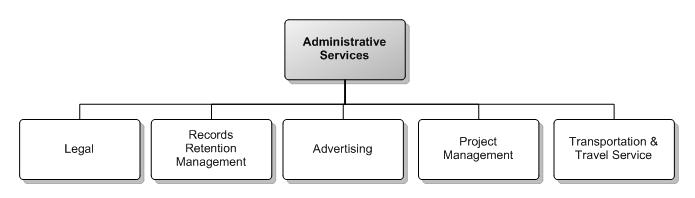 Administrative
Services
Legal
Records
Retention
Management
Advertising
Project
Management
Transportation &
Travel Service